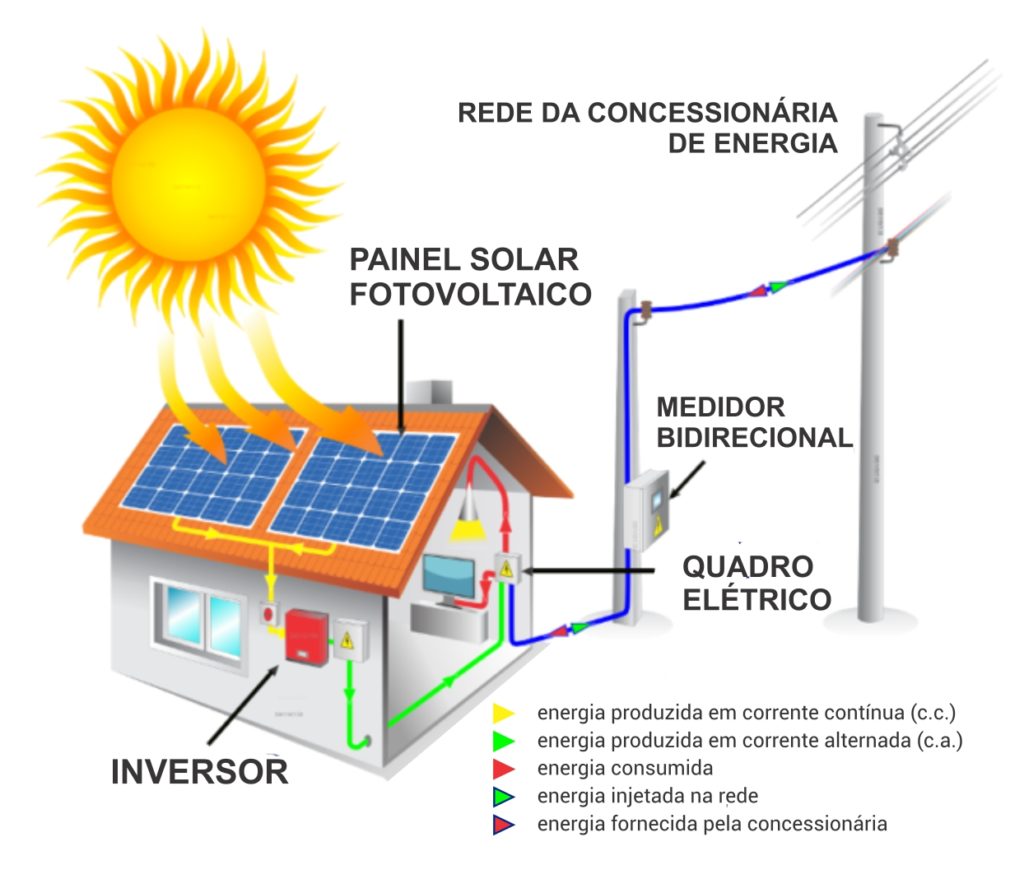 REDE DA CONCESSIONÁRIA
DE ENERGIA
PAINEL SOLAR
FOTOVOLTAICO
MEDIDOR
BIDIRECIONAL
QUADRO
ELÉTRICO
INVERSOR
energia produzida em corrente contínua (c.c.)
energia produzida em corrente alternada (c.a.)
energia consumida
energia injetada na rede
energia fornecida pela concessionária